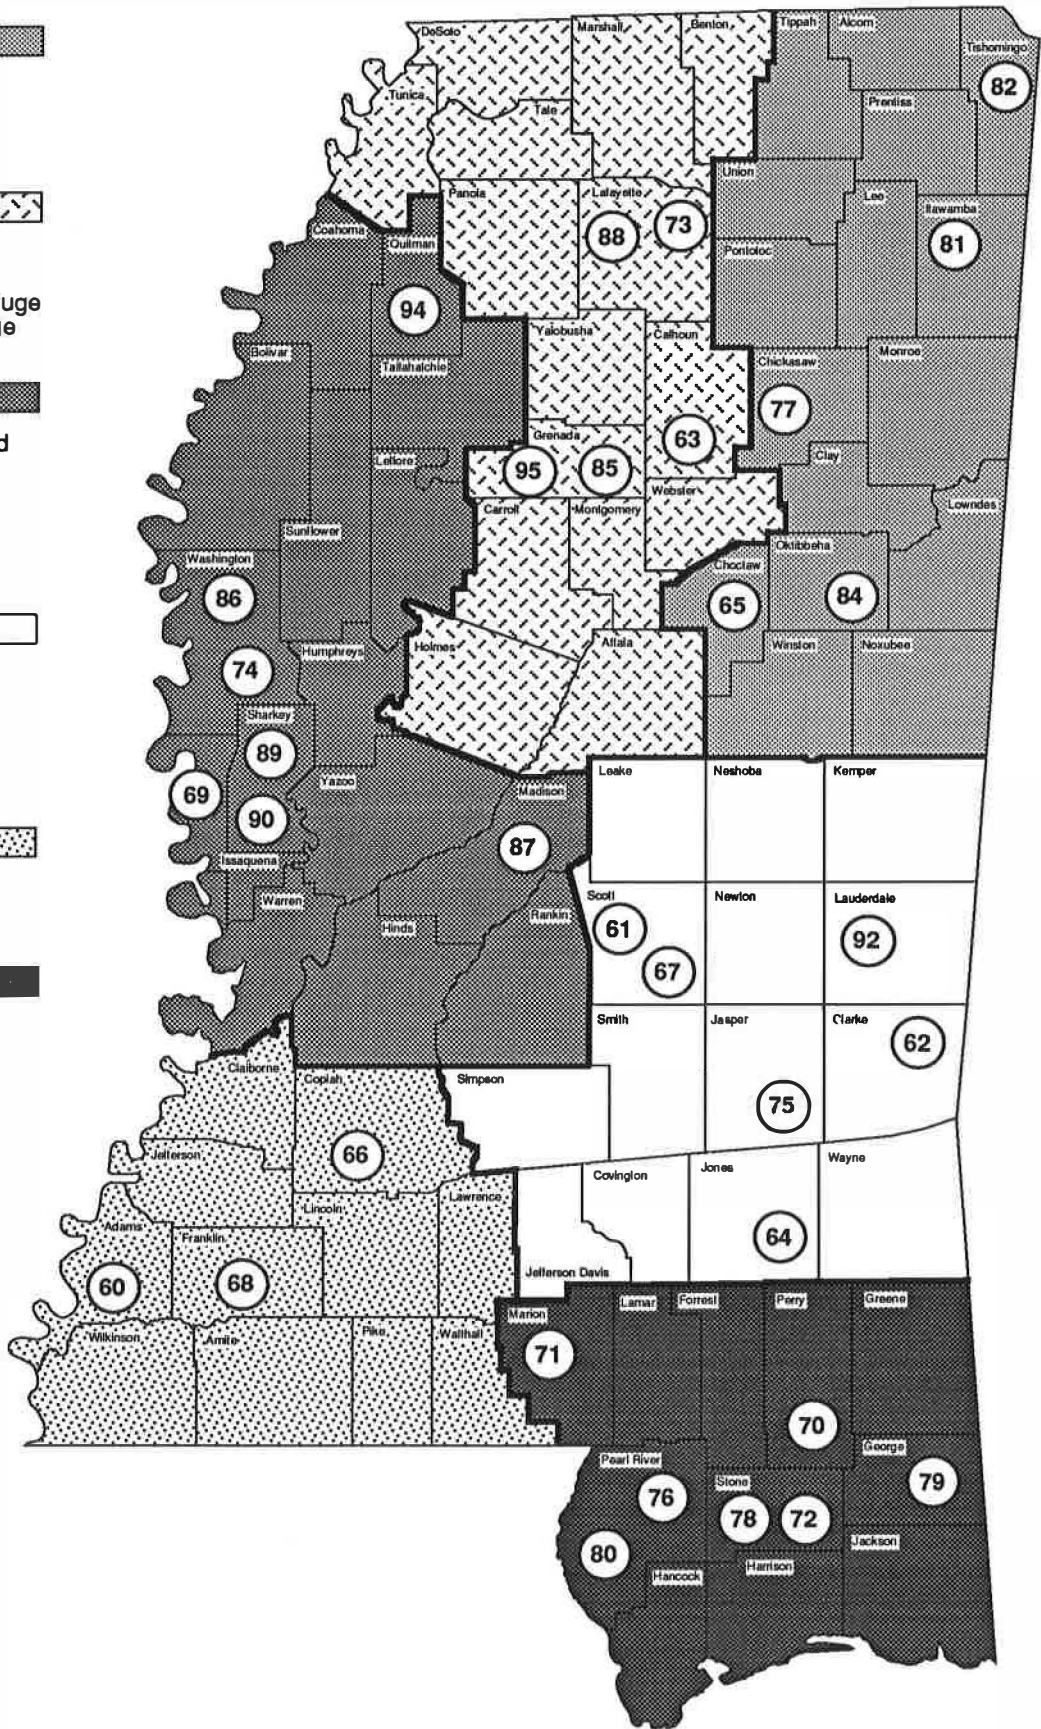 DeSoto
Marshall
Benton
Tippah
Alcorn
Tishomingo
82
Tunica
Tate
Prentiss
Union
Panola
Lafayette
Lee
Itawamba
88
73
81
Coahoma
Quitman
Pontotoc
uge
94
Yalobusha
Calhoun
Bolivar
Chickasaw
Monroe
Tallahatchie
77
d
Grenada
63
95
85
Leflore
Clay
Webster
Carroll
Montgomery
Lowndes
Sunflower
Oktibbeha
Washington
Choctaw
86
65
84
Humphreys
Holmes
Attala
Winston
Noxubee
74
Sharkey
89
Yazoo
Leake
Neshoba
Kemper
69
Madison
90
87
Issaquena
Warren
Scott
Newton
Lauderdale
Hinds
Rankin
61
92
67
Smith
Jasper
Clarke
62
Claiborne
Copiah
Simpson
75
Jefferson
66
Wayne
Covington
Jones
Lawrence
Lincoln
Adams
Franklin
64
60
68
Jefferson Davis
Marion
Lamar
Forrest
Perry
Greene
Wilkinson
Amite
Pike
Walthall
71
70
George
Pearl River
Stone
79
76
78
72
80
Jackson
Hancock
Harrison